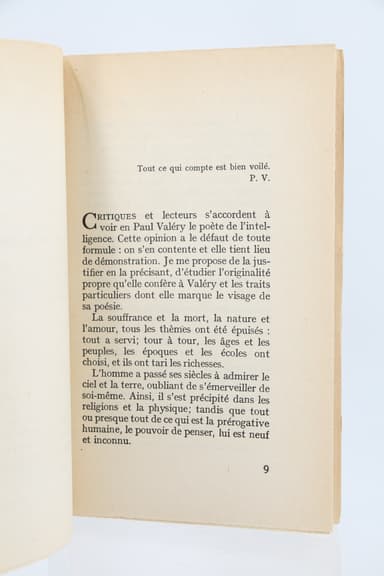 Tout ce qui compte est bien voilé.
P. V.
CRITIQUES et lecteurs s'accordent à
voir en Paul Valéry le poète de l'intel-
ligence. Cette opinion a le défaut de toute
formule : on s'en contente et elle tient lieu
de démonstration. Je me propose de la jus-
tifier en la précisant, d'étudier l'originalité
propre qu'elle confère à Valéry et les traits
particuliers dont elle marque le visage de
sa poésie.
La souffrance et la mort, la nature et
l'amour, tous les thèmes ont été épuisés :
tout a servi; tour à tour, les âges et les
peuples, les époques et les écoles ont
choisi, et ils ont tari les richesses.
L'homme a passé ses siècles à admirer le
ciel et la terre, oubliant de s'émerveiller de
soi-même. Ainsi, il s'est précipité dans les
religions et la physique; tandis que tout
ou presque tout de ce qui est la prérogative
humaine, le pouvoir de penser, lui est neuf
et inconnu.
9